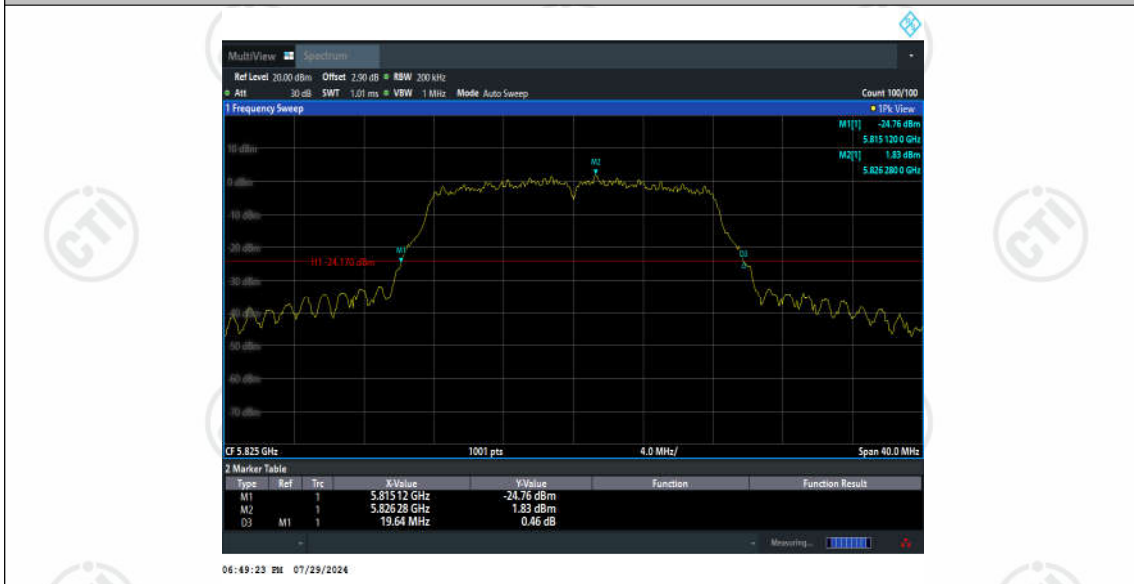 MultiView Spectrum
Ref Level 20.00 dBm Offset 2.90 dB RBW 200 kHz
Att 30 dB SWT 1.01 ms VBW 1 MHz Mode Auto Sweep Count 100/100
1 Frequency Sweep 1Pk View
M1[1] -24.76 dBm
5.815 120 0 GHz
M2[1] 1.83 dBm
5.826 280 0 GHz
10 dBm
M2
0 dBm
-10 dBm
-20 dBm
M1
D3
H1 -24.170 dBm
-30 dBm
-40 dBm
-50 dBm
-60 dBm
-70 dBm
CF 5.825 GHz 1001 pts 4.0 MHz/ Span 40.0 MHz
2 Marker Table
Type Ref Trc X-Value Y-Value Function Function Result
M1 1 5.815 12 GHz -24.76 dBm
M2 1 5.826 28 GHz 1.83 dBm
D3 M1 1 19.64 MHz 0.46 dB
Measuring...
06:49:23 PM 07/29/2024
CTI
CTI